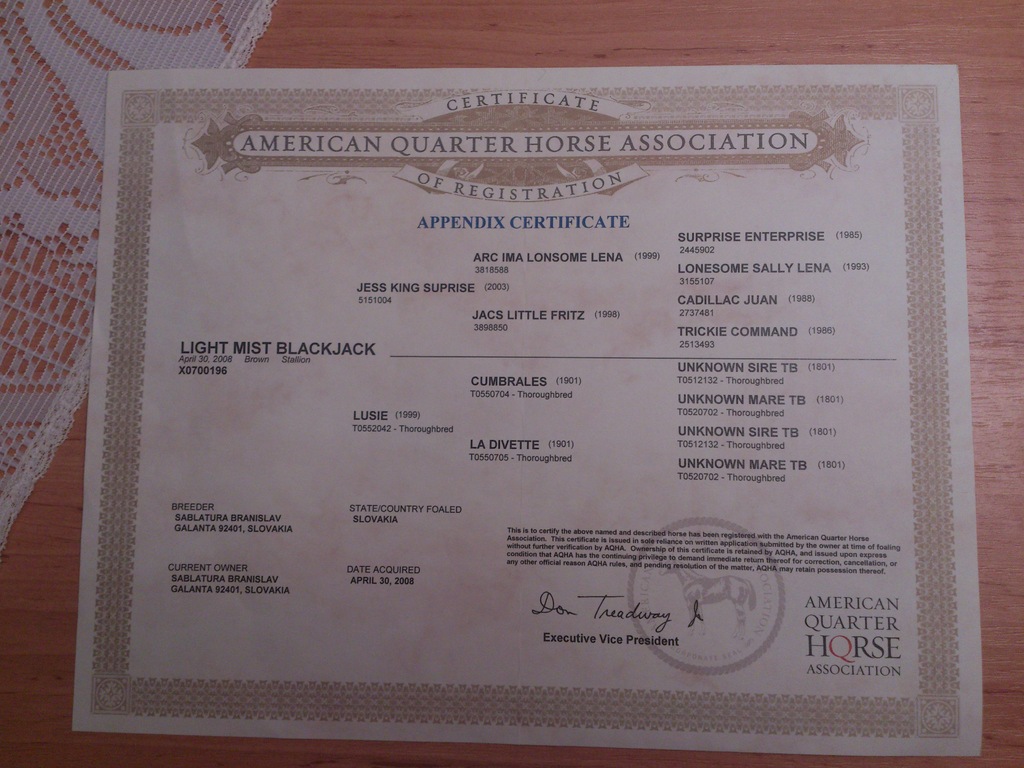 CERTIFICATE
AMERICAN QUARTER HORSE ASSOCIATION
OF REGISTRATION
APPENDIX CERTIFICATE
SURPRISE ENTERPRISE (1985)
2445902
ARC IMA LONSOME LENA (1999)
3818588
LONESOME SALLY LENA (1993)
3155107
JESS KING SUPRISE (2003)
5151004
CADILLAC JUAN (1988)
2737481
JACS LITTLE FRITZ (1998)
3898850
TRICKIE COMMAND (1986)
2513493
LIGHT MIST BLACKJACK
April 30, 2008 Brown Stallion
X0700196
UNKNOWN SIRE TB (1801)
T0512132 - Thoroughbred
CUMBRALES (1901)
T0550704 - Thoroughbred
UNKNOWN MARE TB (1801)
T0520702 - Thoroughbred
LUSIE (1999)
T0552042 - Thoroughbred
UNKNOWN SIRE TB (1801)
T0512132 - Thoroughbred
LA DIVETTE (1901)
T0550705 - Thoroughbred
UNKNOWN MARE TB (1801)
T0520702 - Thoroughbred
BREEDER
SABLATURA BRANISLAV
GALANTA 92401, SLOVAKIA
STATE/COUNTRY FOALED
SLOVAKIA
CURRENT OWNER
SABLATURA BRANISLAV
GALANTA 92401, SLOVAKIA
DATE ACQUIRED
APRIL 30, 2008
This is to certify the above named and described horse has been registered with the American Quarter Horse
Association. This certificate is issued in sole reliance on written application submitted by the owner at time of foaling
without further verification by AQHA. Ownership of this certificate is retained by AQHA, and issued upon express
condition that AQHA has the continuing privilege to demand immediate return thereof for correction, cancellation, or
any other official reason AQHA rules, and pending resolution of the matter, AQHA may retain possession thereof.
Don Treadway Jr
Executive Vice President
AMERICAN
QUARTER
HORSE
ASSOCIATION